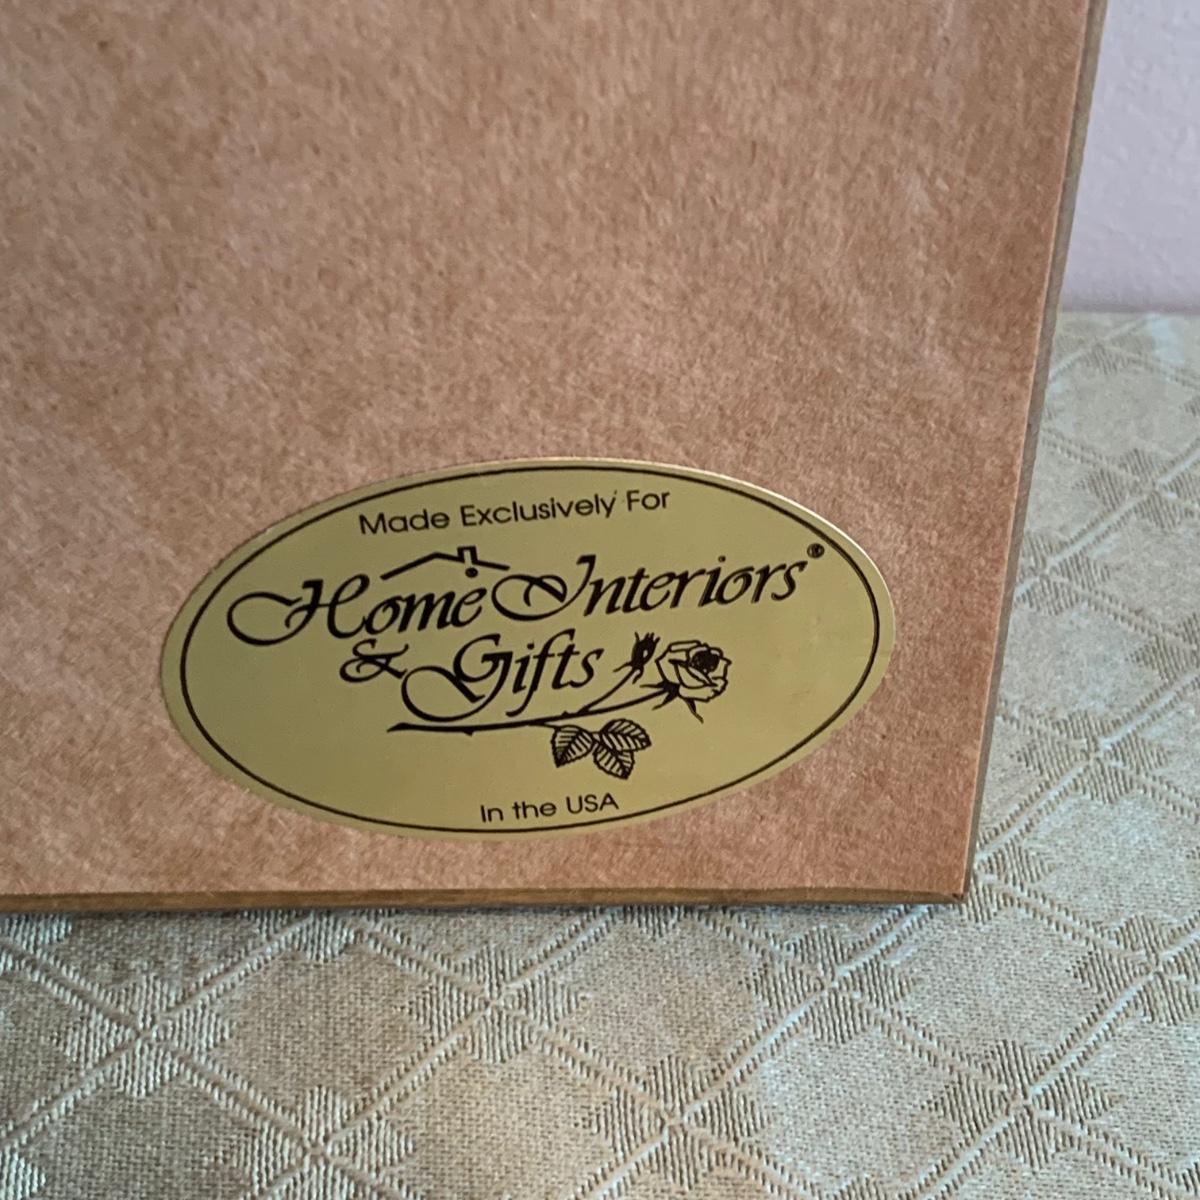 Made Exclusively For
Home Interiors®
& Gifts
In the USA